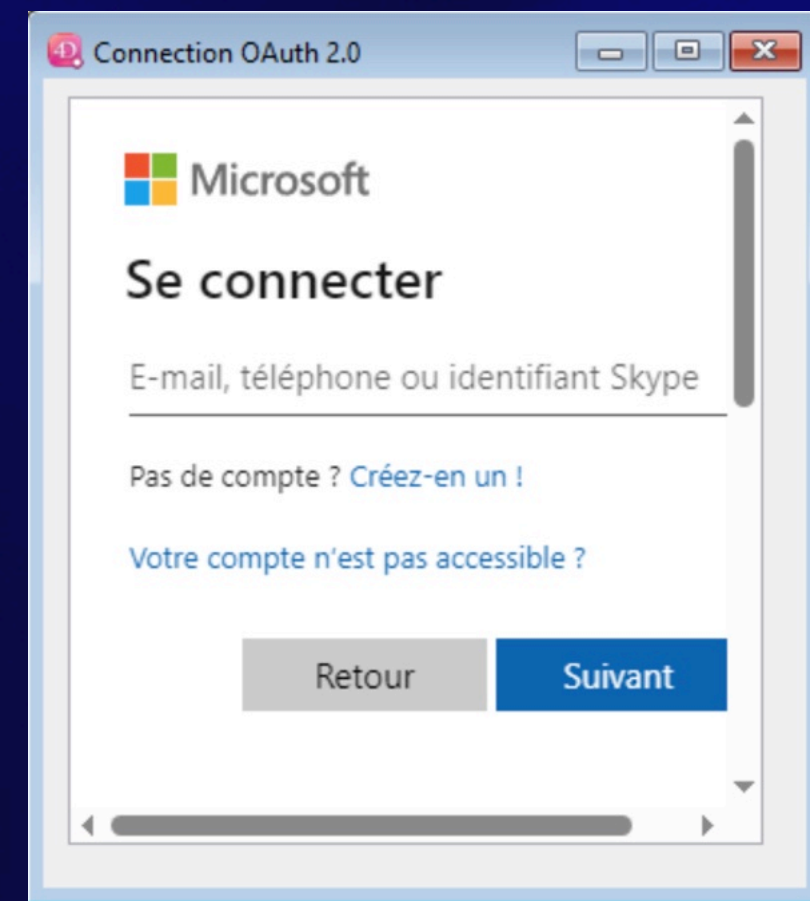 Connection OAuth 2.0
Microsoft
Se connecter
E-mail, téléphone ou identifiant Skype
Pas de compte ? Créez-en un !
Votre compte n'est pas accessible ?
Retour Suivant